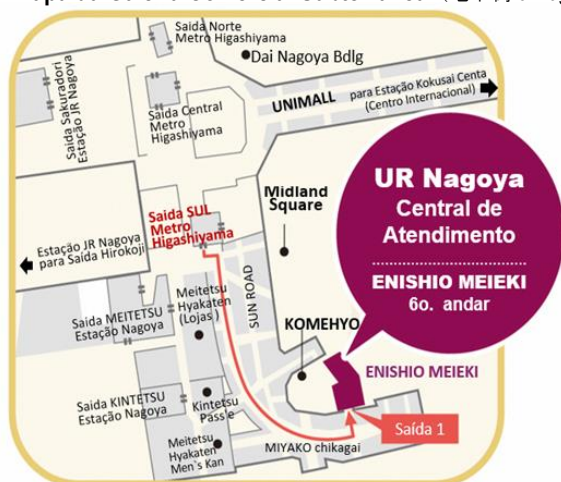 Saida Norte
Metro Higashiyama
Dai Nagoya Bdlg
Saida Sakuradori
Estação JR Nagoya
Saida Central
Metro
Higashiyama
UNIMALL
para Estação Kokusai Centa
(Centro Internacional)
UR Nagoya
Central de
Atendimento
ENISHIO MEIEKI
6o. andar
Midland
Square
Saida SUL
Metro
Higashiyama
Estação JR Nagoya
para Saida Hirokoji
SUN ROAD
Saida MEITETSU
Estação Nagoya
Meitetsu
Hyakaten
(Lojas )
KOMEHYO
ENISHIO MEIEKI
Saida KINTETSU
Estação Nagoya
Kintetsu
Pass'e
Saída 1
Meitetsu
Hyakaten
Men's Kan
MIYAKO chikagai